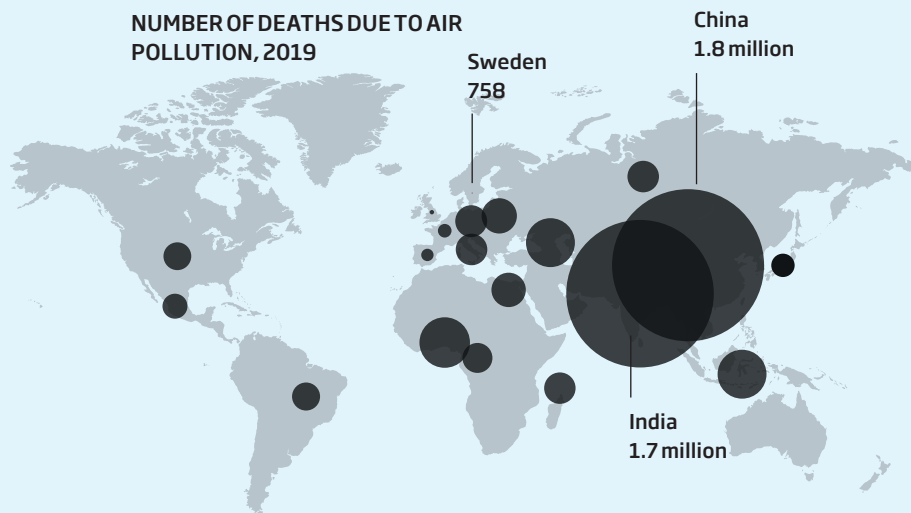 NUMBER OF DEATHS DUE TO AIR
POLLUTION, 2019
Sweden
758
China
1.8 million
India
1.7 million